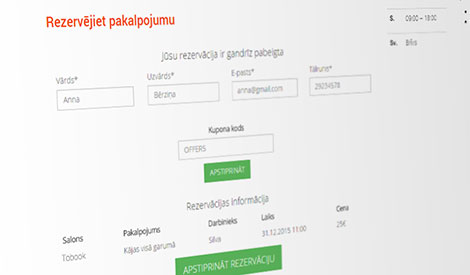 Rezervējiet pakalpojumu
S. 09:00 – 18:00
Sv. Brīvs
Jūsu rezervācija ir gandrīz pabeigta
Vārds* Uzvārds* E-pasts* Tālrunis*
Anna Bērziņa anna@gmail.com 29234578
Kupona kods
OFFERS
APSTIPRINĀT
Rezervācijas informācija
Salons Pakalpojums Darbinieks Laiks Cena
Tobook Kājas visā garumā Silva 31.12.2015 11:00 25€
APSTIPRINĀT REZERVĀCIJU